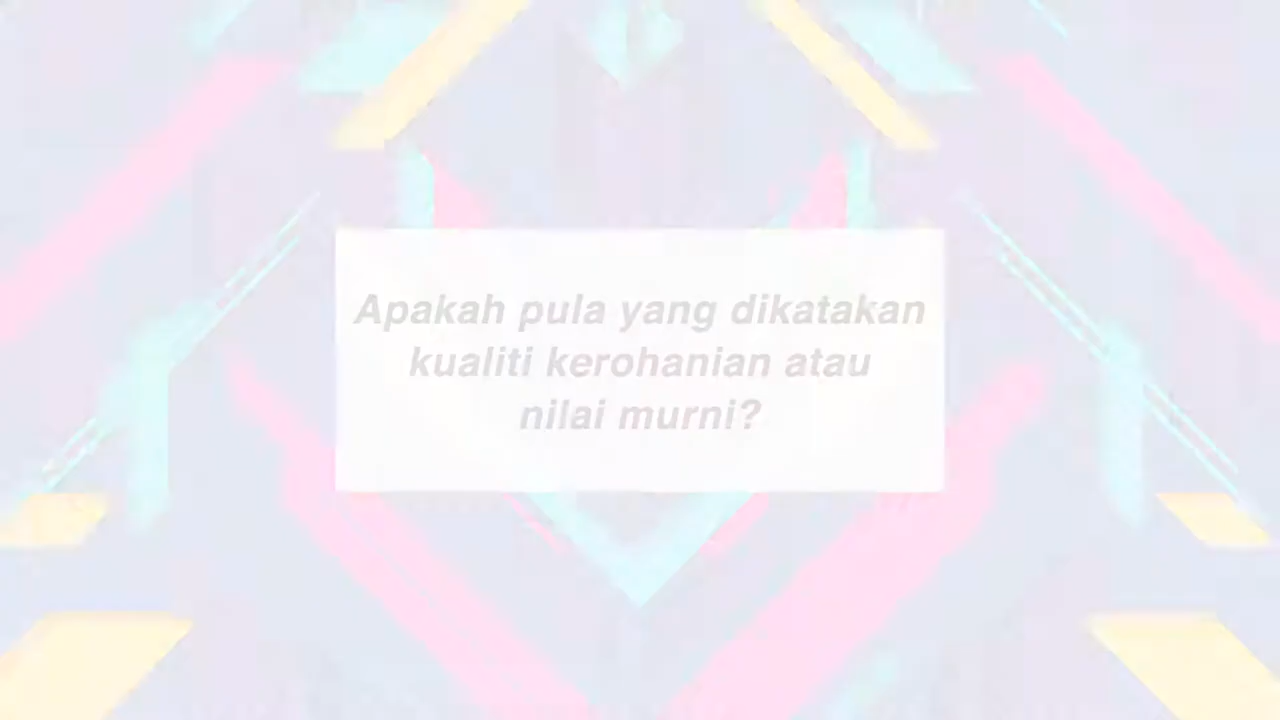 Apakah pula yang dikatakan
kualiti kerohanian atau
nilai murni?